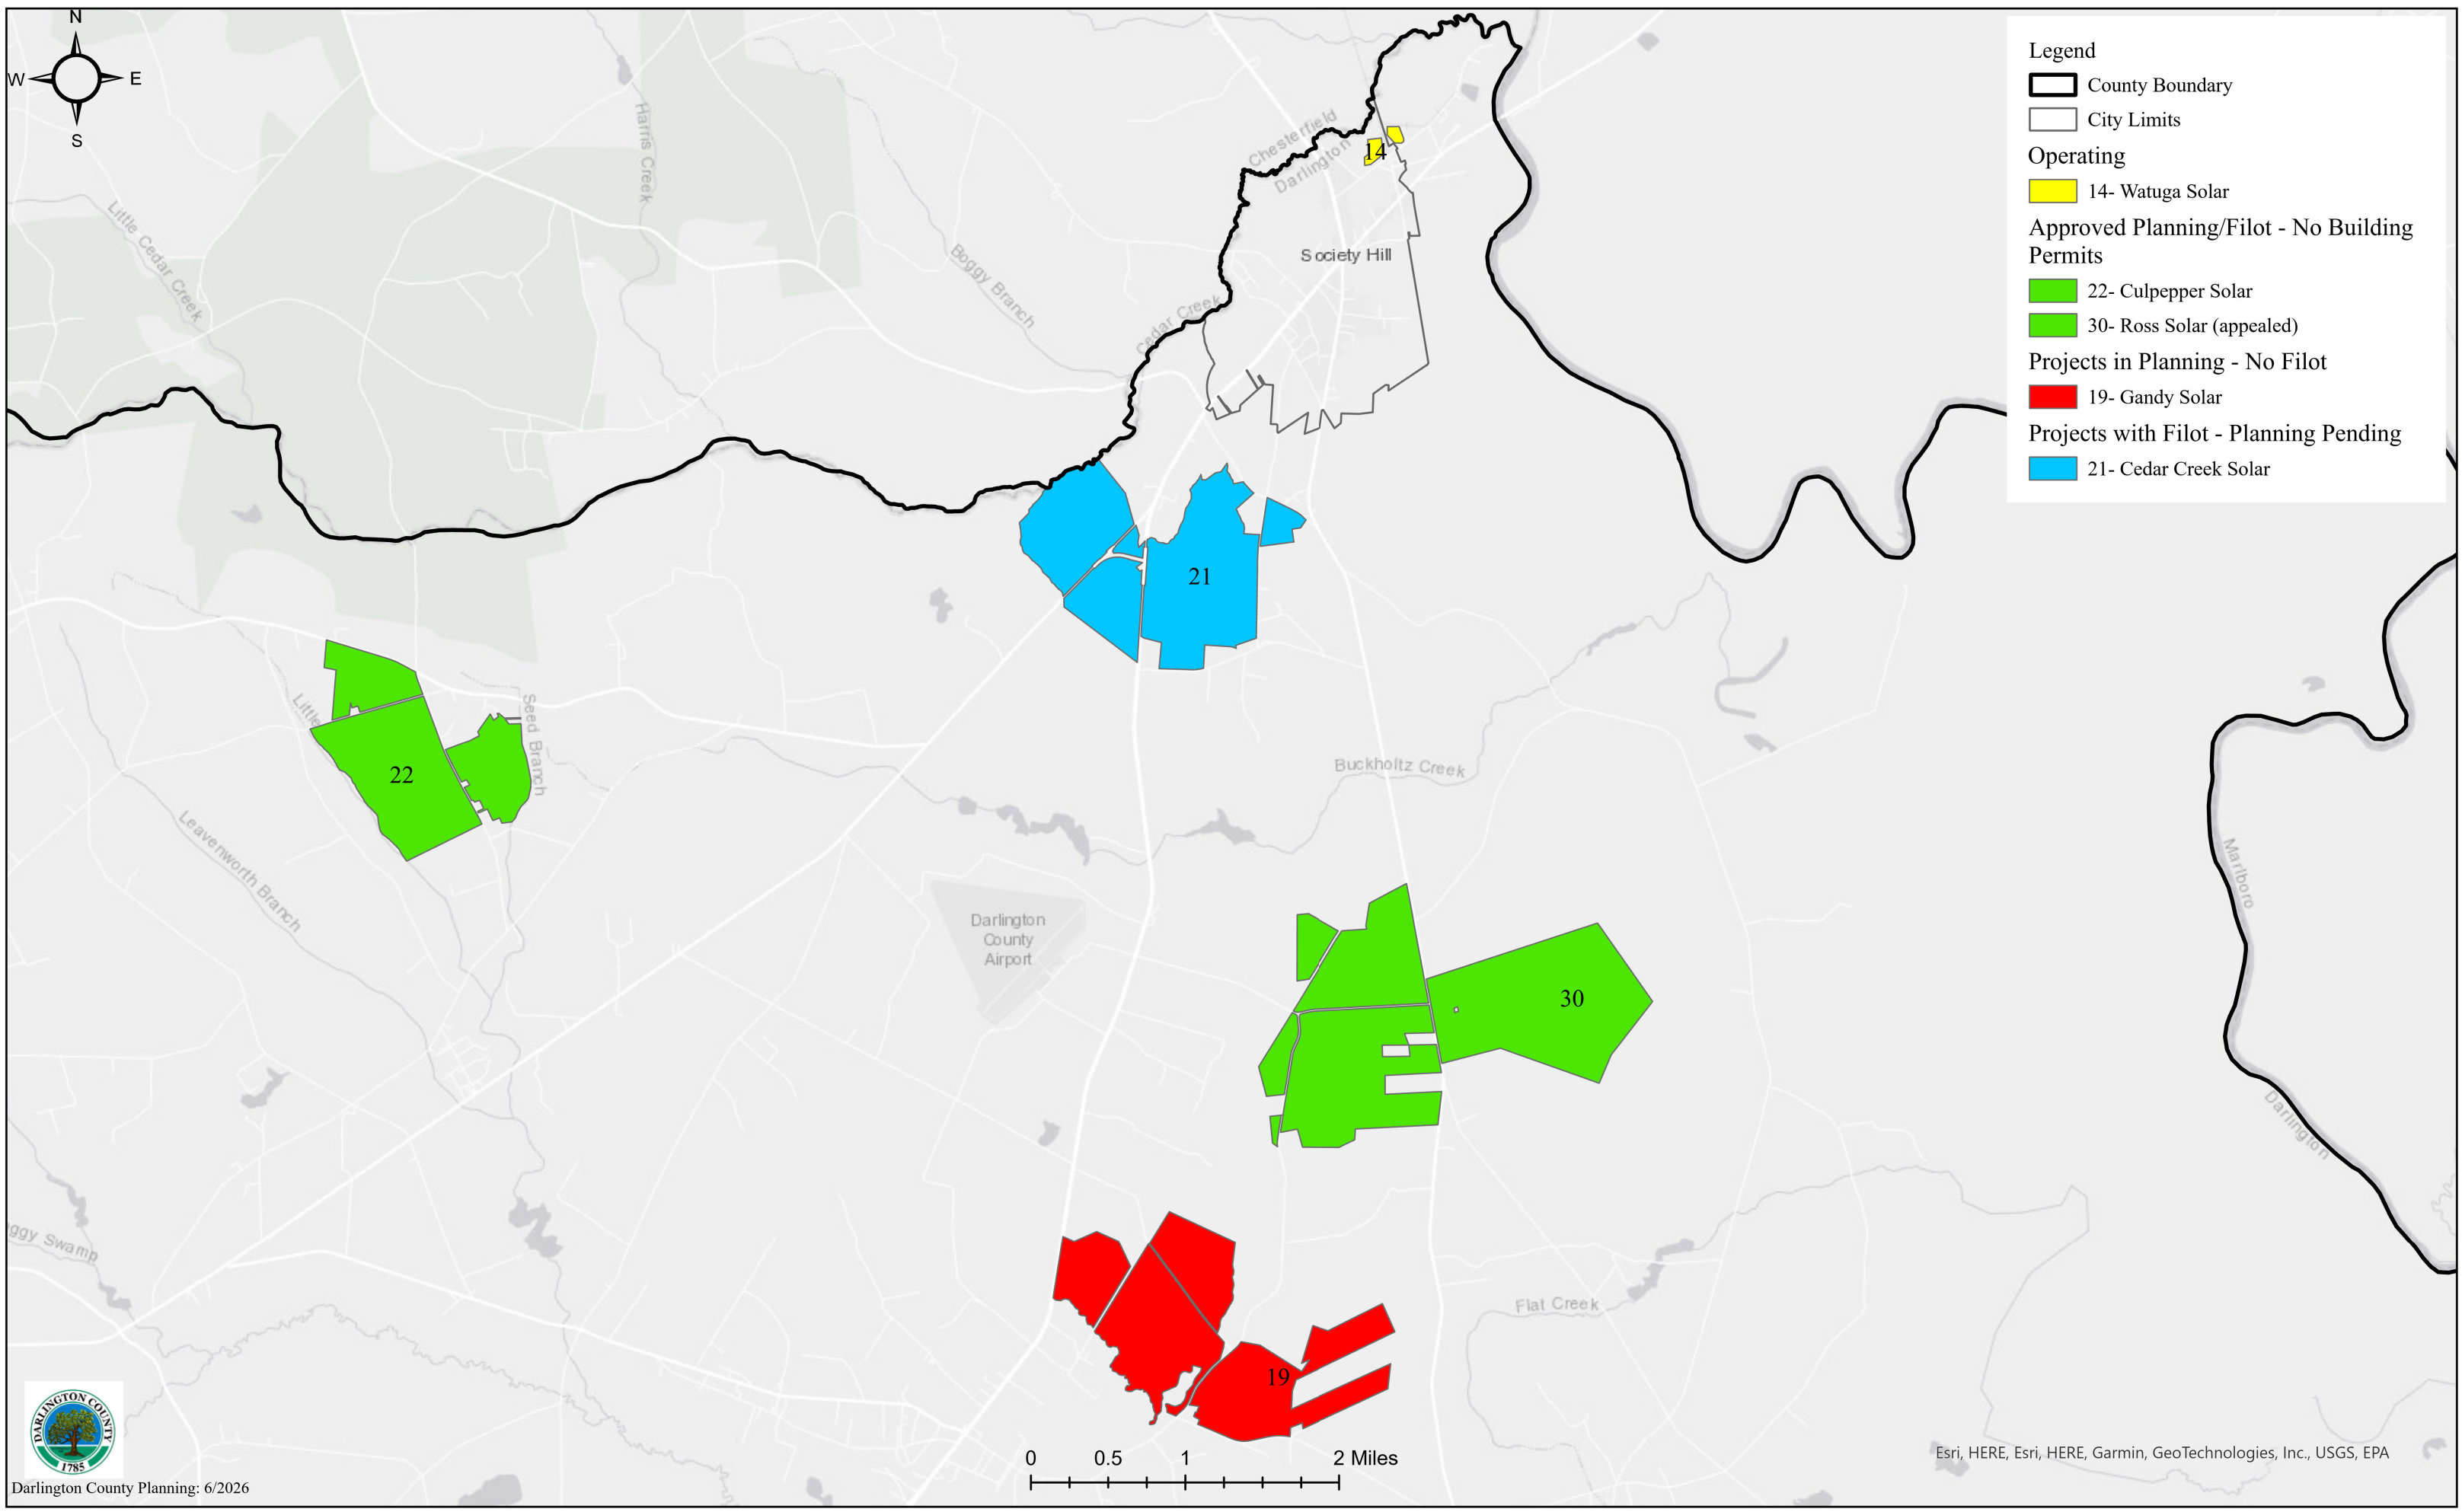 N
W
E
S
Legend
County Boundary
City Limits
Operating
14- Watuga Solar
Approved Planning/Filot - No Building
Permits
22- Culpepper Solar
30- Ross Solar (appealed)
Projects in Planning - No Filot
19- Gandy Solar
Projects with Filot - Planning Pending
21- Cedar Creek Solar
Harris Creek
Chesterfield
Darlington
14
Little Cedar Creek
Boggy Branch
Society Hill
Cedar Creek
21
Little
Seed Branch
22
Buckholtz Creek
Leavenworth Branch
Marlboro
Darlington
Darlington
County
Airport
30
ggy Swamp
Flat Creek
19
0 0.5 1 2 Miles
DARLINGTON COUNTY
1785
Esri, HERE, Esri, HERE, Garmin, GeoTechnologies, Inc., USGS, EPA
Darlington County Planning: 6/2026